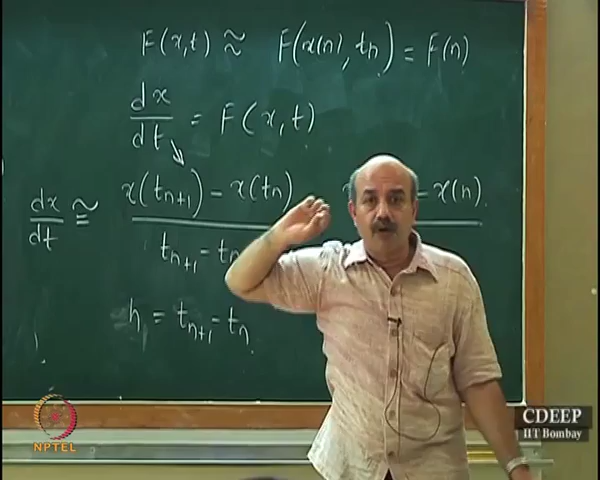 F(x,t) ≈ F(x(n), tn) = F(n)
dx/dt = F(x,t)
dx/dt ≅ x(tn+1) - x(tn) / tn+1 - tn - x(n)
h = tn+1 - tn
CDEEP
IIT Bombay
NPTEL